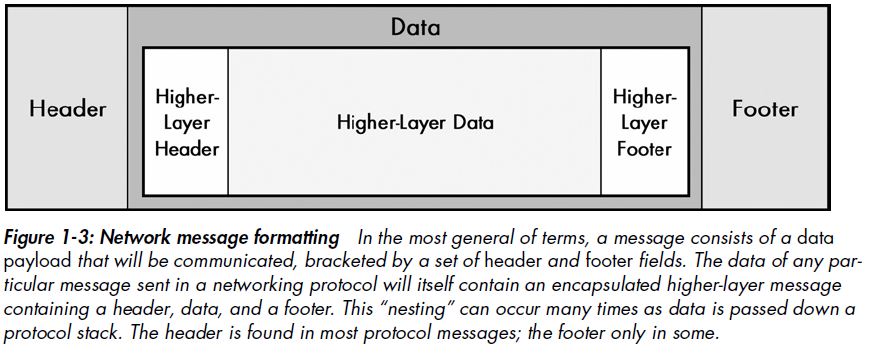 Data
Header
Higher-
Layer
Header
Higher-Layer Data
Higher-
Layer
Footer
Footer
Figure 1-3: Network message formatting In the most general of terms, a message consists of a data
payload that will be communicated, bracketed by a set of header and footer fields. The data of any par-
ticular message sent in a networking protocol will itself contain an encapsulated higher-layer message
containing a header, data, and a footer. This “nesting” can occur many times as data is passed down a
protocol stack. The header is found in most protocol messages; the footer only in some.